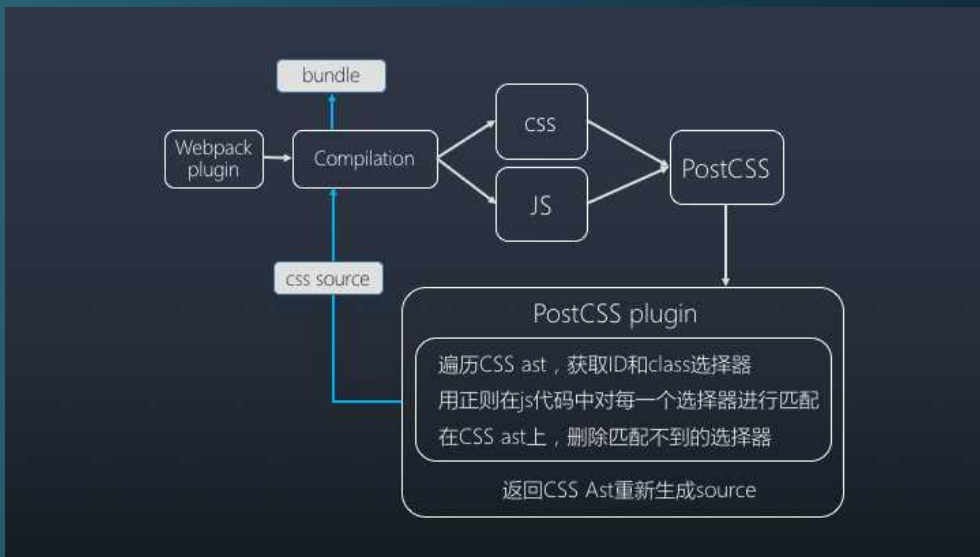 bundle
Webpack
plugin
Compilation
css
JS
PostCSS
css source
PostCSS plugin
遍历CSS ast，获取ID和class选择器
用正则在js代码中对每一个选择器进行匹配
在CSS ast上，删除匹配不到的选择器
返回CSS Ast重新生成source